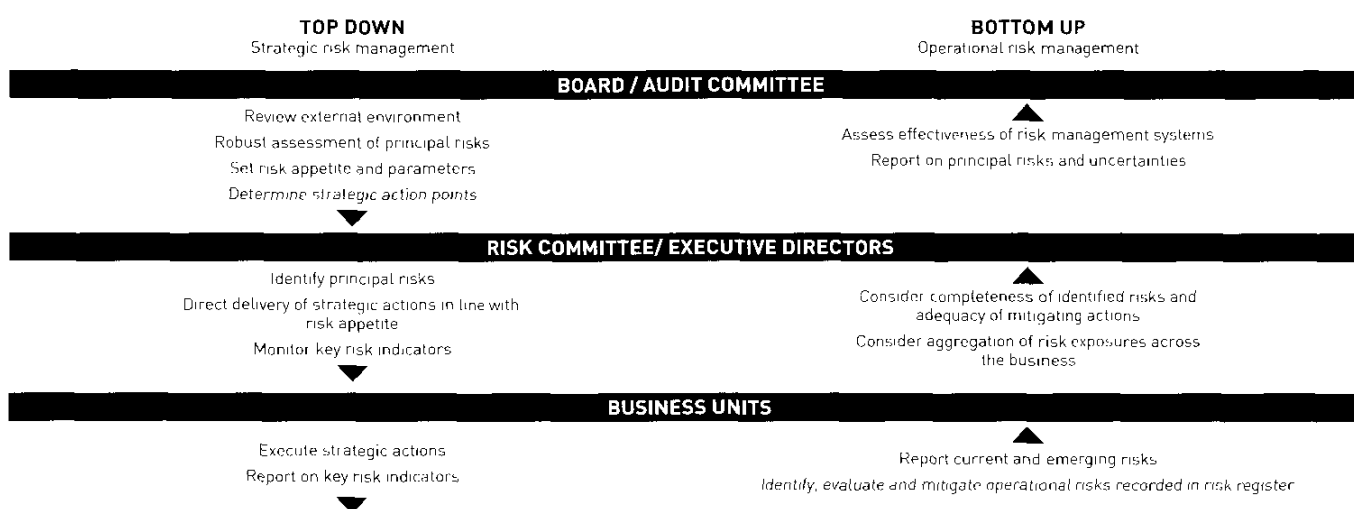 TOP DOWN
Strategic risk management
BOTTOM UP
Operational risk management
BOARD / AUDIT COMMITTEE
Review external environment
Robust assessment of principal risks
Set risk appetite and parameters
Determine strategic action points
Assess effectiveness of risk management systems
Report on principal risks and uncertainties
RISK COMMITTEE/ EXECUTIVE DIRECTORS
Identify principal risks
Direct delivery of strategic actions in line with
risk appetite
Monitor key risk indicators
Consider completeness of identified risks and
adequacy of mitigating actions
Consider aggregation of risk exposures across
the business
BUSINESS UNITS
Execute strategic actions
Report on key risk indicators
Report current and emerging risks
Identify, evaluate and mitigate operational risks recorded in risk register